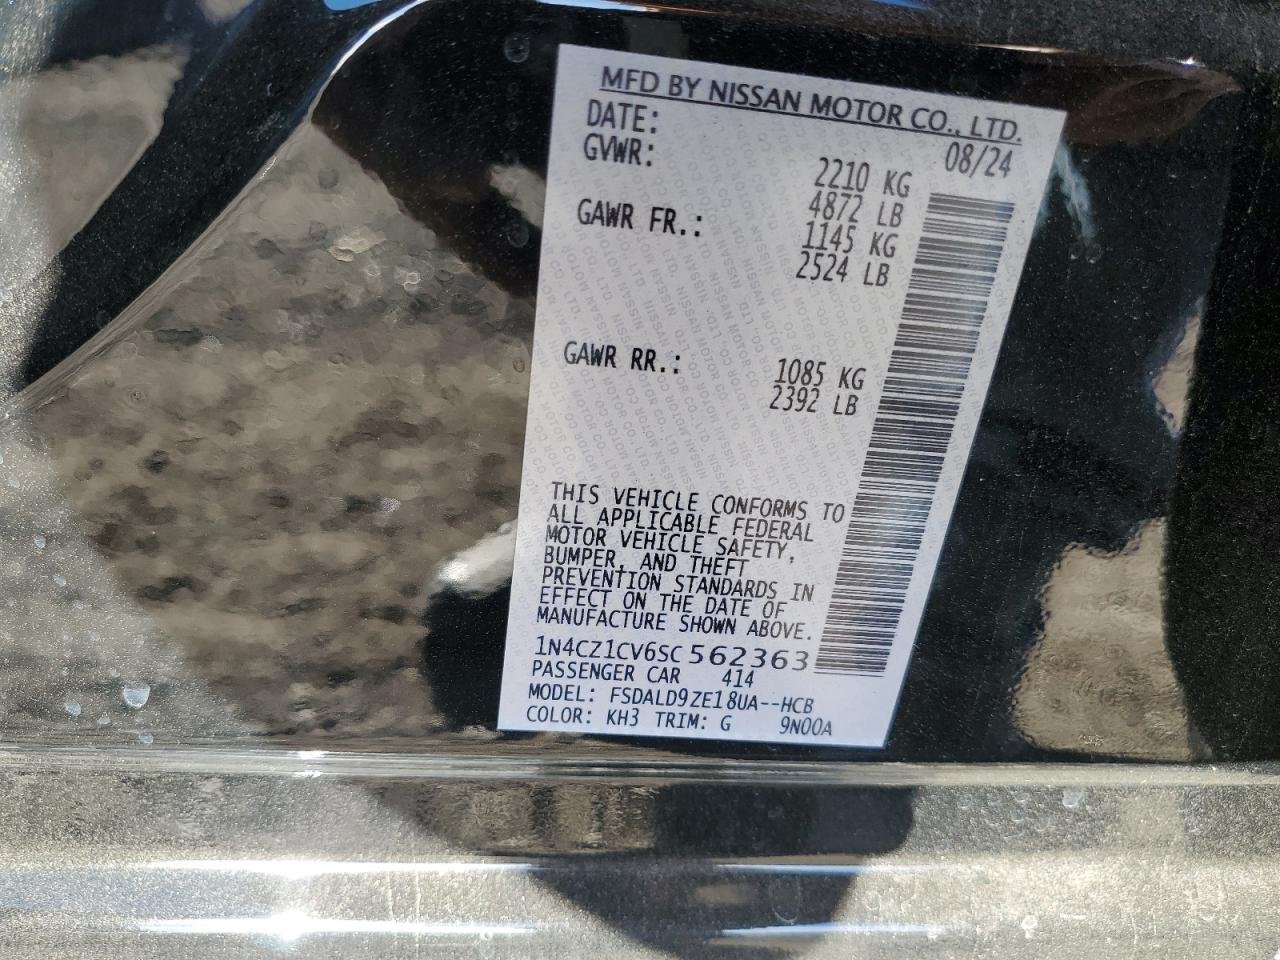 MFD BY NISSAN MOTOR CO., LTD.
DATE: 08/24
GVWR: 2210 KG
4872 LB
GAWR FR.: 1145 KG
2524 LB
GAWR RR.: 1085 KG
2392 LB
THIS VEHICLE CONFORMS TO
ALL APPLICABLE FEDERAL
MOTOR VEHICLE SAFETY,
BUMPER, AND THEFT
PREVENTION STANDARDS IN
EFFECT ON THE DATE OF
MANUFACTURE SHOWN ABOVE.
1N4CZ1CV6SC562363
PASSENGER CAR 414
MODEL: FSDALD9ZE18UA--HCB
COLOR: KH3 TRIM: G 9N00A